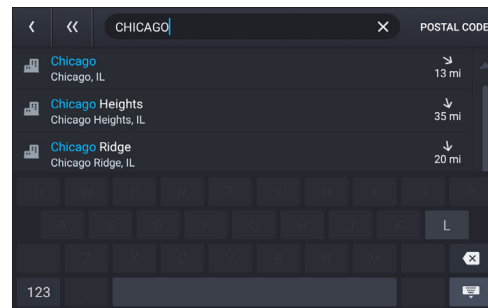 CHICAGO
POSTAL CODE
Chicago
Chicago, IL
13 mi
Chicago Heights
Chicago Heights, IL
35 mi
Chicago Ridge
Chicago Ridge, IL
20 mi
Q W E R T Y U I O P
A S D F G H J K L
Z X C V B N M
123